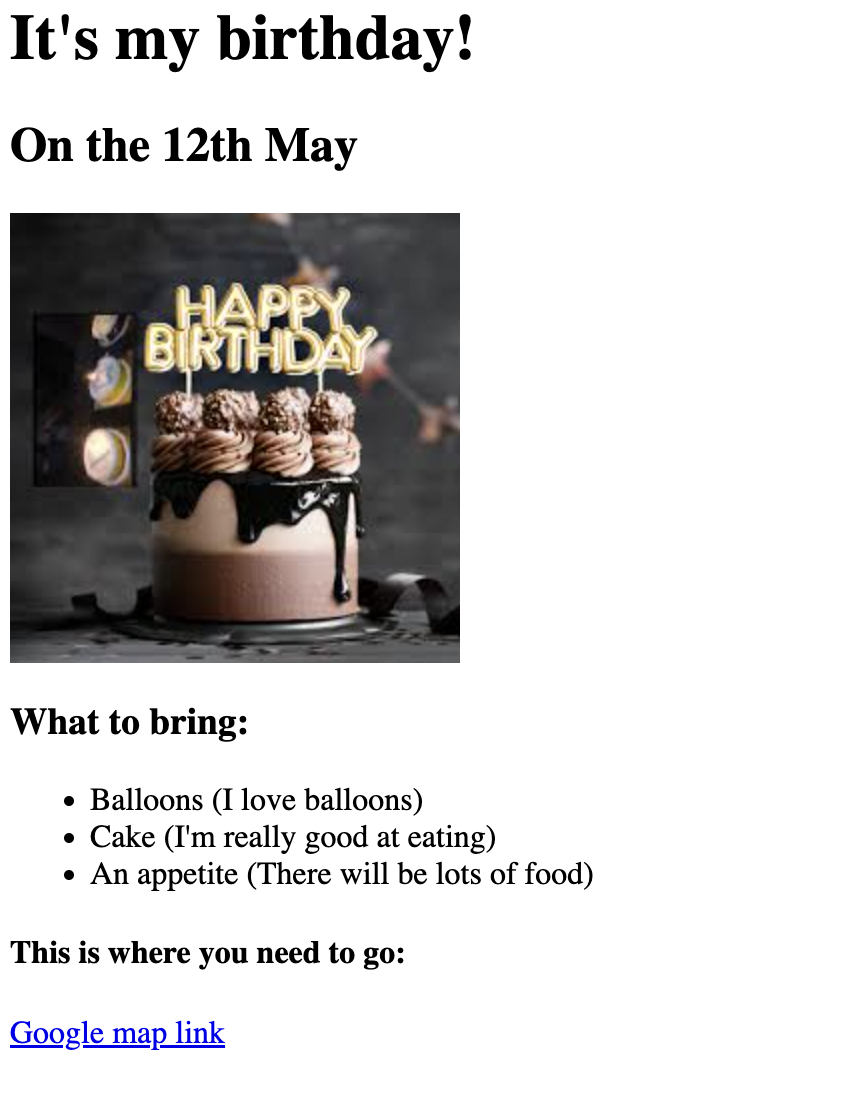 It's my birthday!
On the 12th May
HAPPY
BIRTHDAY
What to bring:
Balloons (I love balloons)
Cake (I'm really good at eating)
An appetite (There will be lots of food)
This is where you need to go:
Google map link